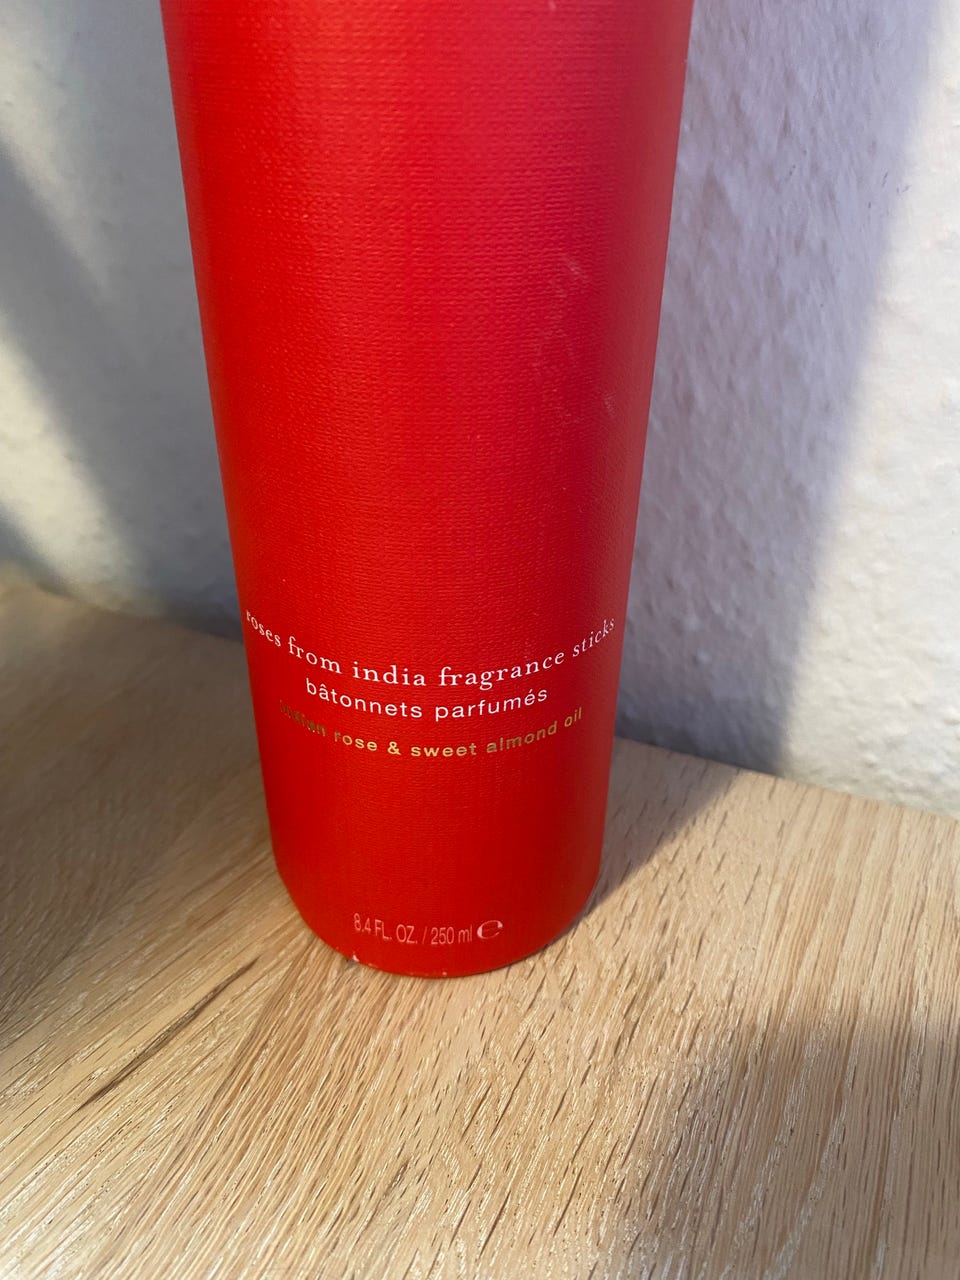 roses from india fragrance sticks
bâtonnets parfumés
indian rose & sweet almond oil
8.4 FL. OZ. / 250 ml ℮